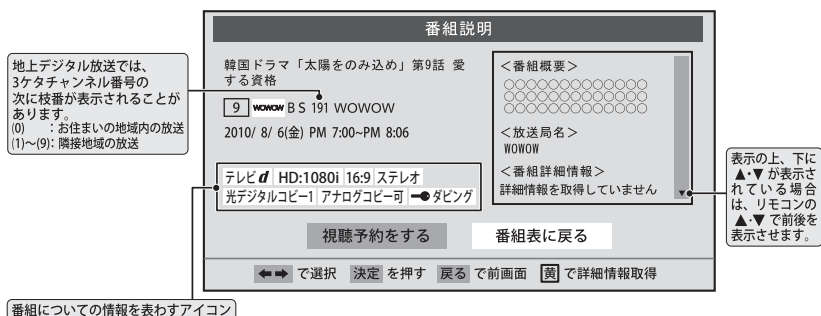 番組説明
地上デジタル放送では、
3ケタチャンネル番号の
次に枝番が表示されることが
あります。
(0) ：お住まいの地域内の放送
(1)～(9)：隣接地域の放送
韓国ドラマ「太陽をのみ込め」第9話 愛
する資格
9 WOWOW BS 191 WOWOW
2010/ 8/ 6(金) PM 7:00~PM 8:06
テレビd HD:1080i 16:9 ステレオ
光デジタルコピー1 アナログコピー可 ダビング
＜番組概要＞
○○○○○○○○○○○○○
○○○○○○○○○○○○○
○○○○○○○○○○○○○
＜放送局名＞
WOWOW
＜番組詳細情報＞
詳細情報を取得していません ▼
表示の上、下に
▲·▼ が表示さ
れている場合
は、リモコンの
▲·▼ で前後を
表示させます。
視聴予約をする 番組表に戻る
←→ で選択 決定 を押す 戻る で前画面 黄 で詳細情報取得
番組についての情報を表わすアイコン